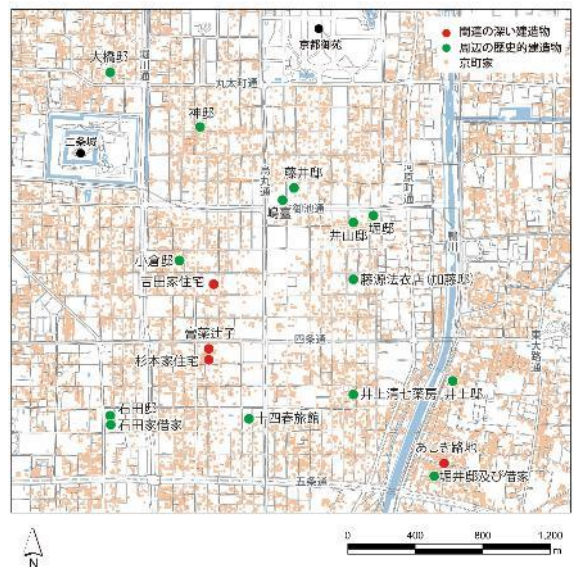 京都御苑
関連の深い建造物
周辺の歴史的建造物
京町家
大橋邸
堀川通
丸太町通
神邸
二条城
烏丸通
藤井邸
河原町通
嶋臺
御池通
堀邸
井山邸
鴨川
小倉邸
吉田家住宅
藤源法衣店(加藤邸)
膏薬辻子
四条通
杉本家住宅
東大路通
井上清七薬房
井上邸
石田邸
石田家借家
十四春旅館
あじき路地
堀井邸及び借家
五条通
N
0 400 800 1,200
m